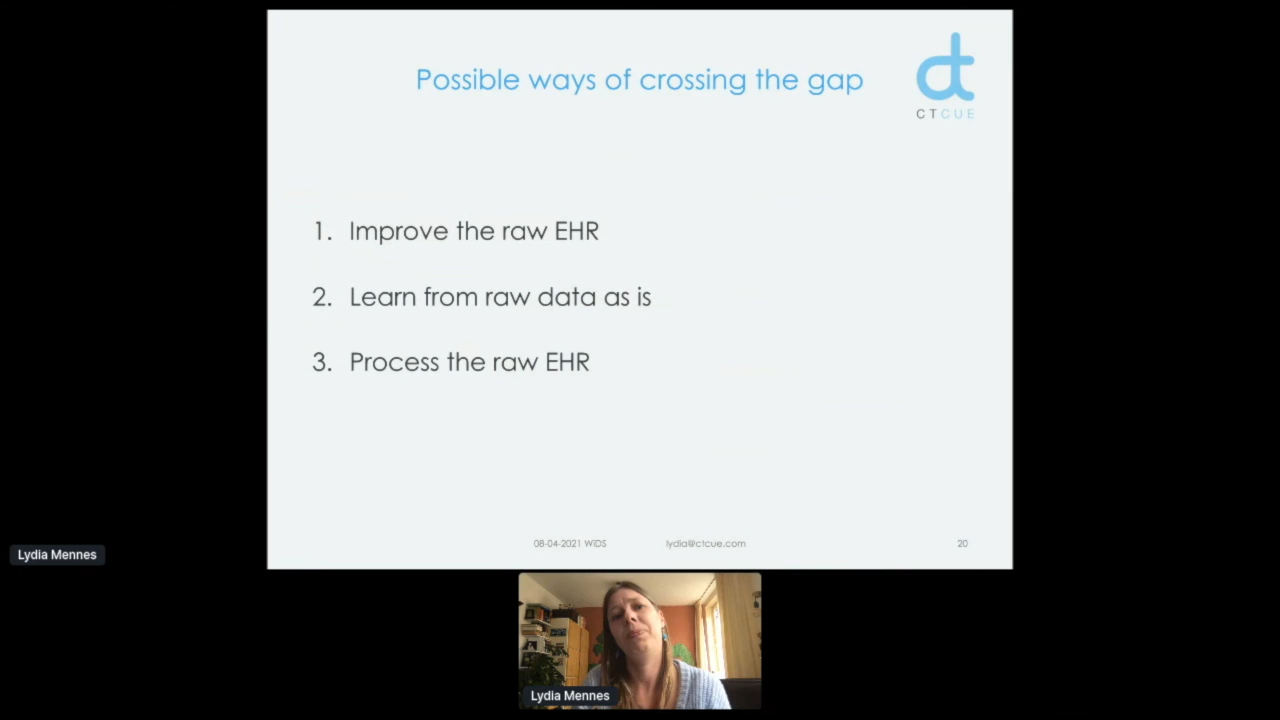 Possible ways of crossing the gap
CTCUE
1. Improve the raw EHR
2. Learn from raw data as is
3. Process the raw EHR
08-04-2021 WiDS lydia@ctcue.com 20
Lydia Mennes
Lydia Mennes